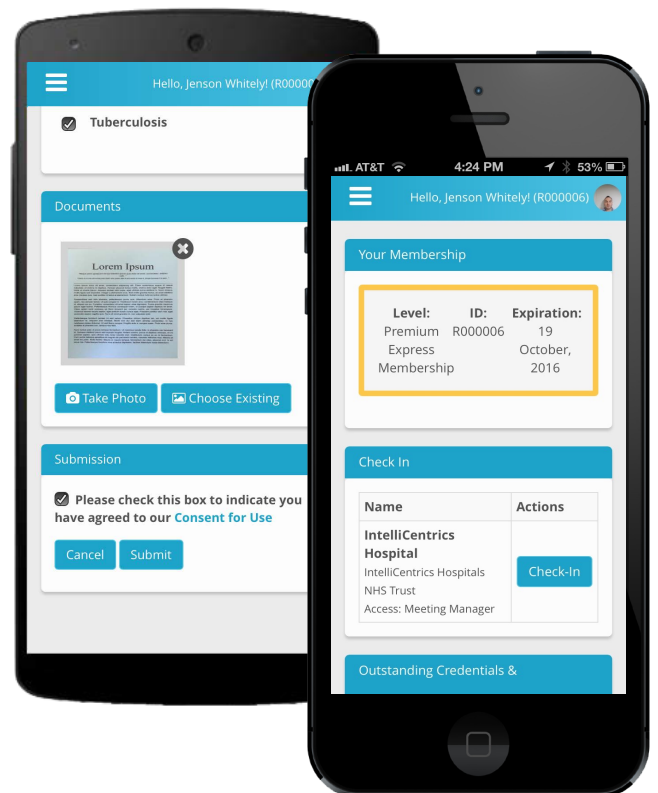 Hello, Jenson Whitely! (R0000
Tuberculosis
Documents
Lorem Ipsum
Take Photo
Choose Existing
Submission
Please check this box to indicate you
have agreed to our Consent for Use
Cancel
Submit
AT&T
4:24 PM
53%
Hello, Jenson Whitely! (R000006)
Your Membership
Level: ID: Expiration:
Premium R000006 19
Express October,
Membership 2016
Check In
Name Actions
IntelliCentrics
Hospital
IntelliCentrics Hospitals
NHS Trust
Access: Meeting Manager
Check-In
Outstanding Credentials &